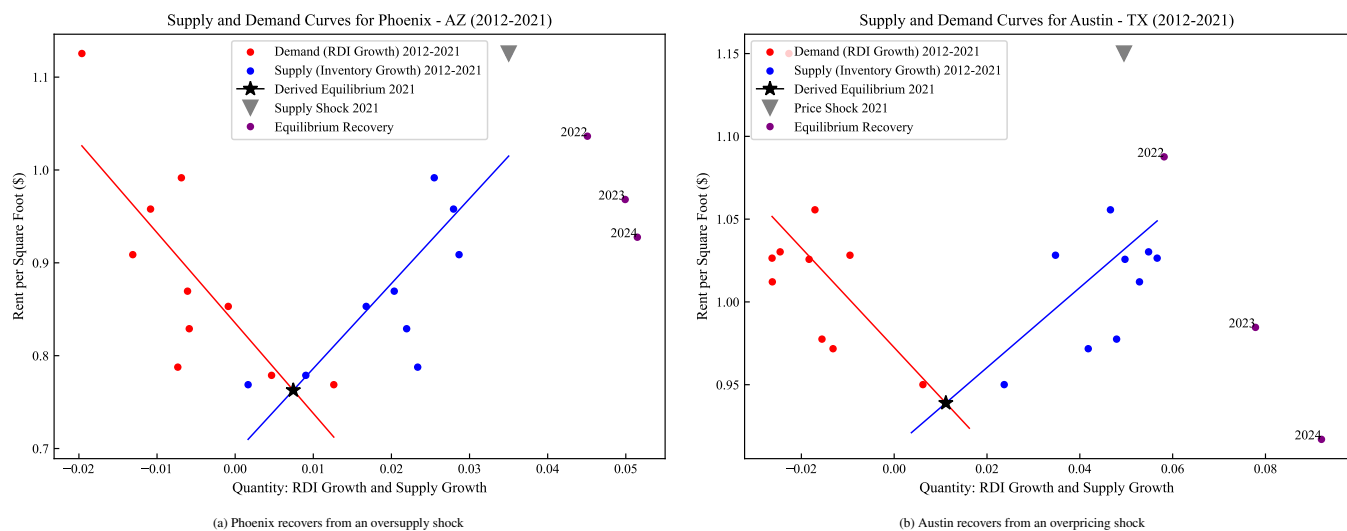 Supply and Demand Curves for Phoenix - AZ (2012-2021)
Demand (RDI Growth) 2012-2021
Supply (Inventory Growth) 2012-2021
Derived Equilibrium 2021
Supply Shock 2021
Equilibrium Recovery
2022
2023
2024
Rent per Square Foot ($)
1.1
1.0
0.9
0.8
0.7
−0.02
−0.01
0.00
0.01
0.02
0.03
0.04
0.05
Quantity: RDI Growth and Supply Growth
(a) Phoenix recovers from an oversupply shock
Supply and Demand Curves for Austin - TX (2012-2021)
Demand (RDI Growth) 2012-2021
Supply (Inventory Growth) 2012-2021
Derived Equilibrium 2021
Price Shock 2021
Equilibrium Recovery
2022
2023
2024
Rent per Square Foot ($)
1.15
1.10
1.05
1.00
0.95
−0.02
0.00
0.02
0.04
0.06
0.08
Quantity: RDI Growth and Supply Growth
(b) Austin recovers from an overpricing shock